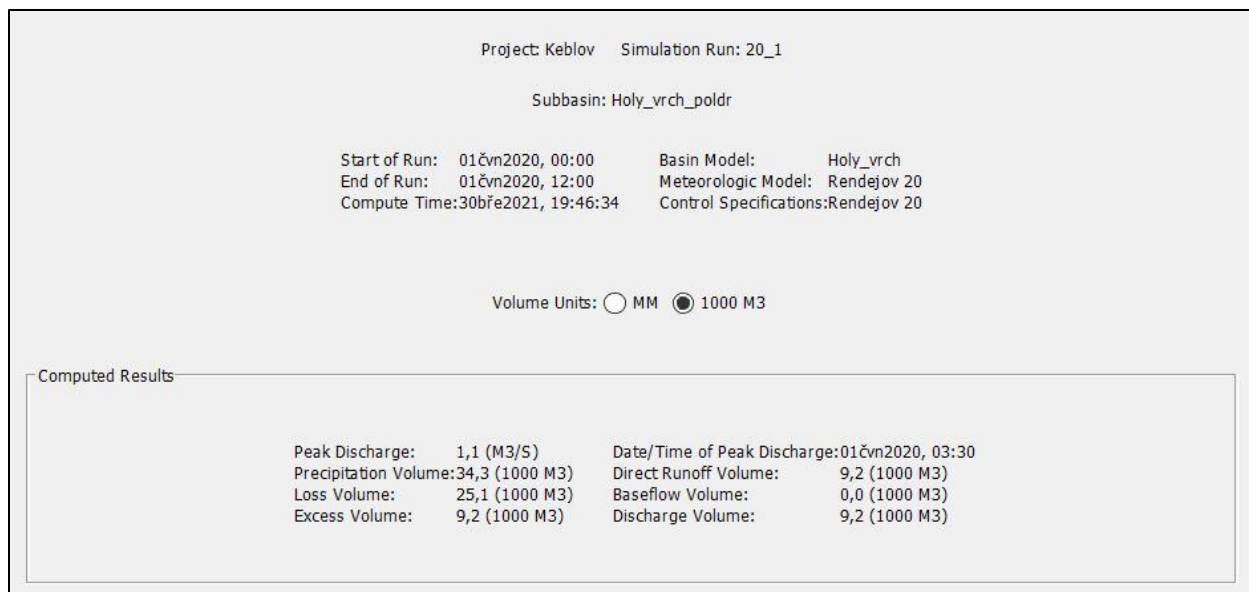 Project: Keblov Simulation Run: 20_1
Subbasin: Holy_vrch_poldr
Start of Run: 01čvn2020, 00:00 Basin Model: Holy_vrch
End of Run: 01čvn2020, 12:00 Meteorologic Model: Rendejov 20
Compute Time:30bře2021, 19:46:34 Control Specifications:Rendejov 20
Volume Units: MM 1000 M3
Computed Results
Peak Discharge: 1,1 (M3/S) Date/Time of Peak Discharge:01čvn2020, 03:30
Precipitation Volume:34,3 (1000 M3) Direct Runoff Volume: 9,2 (1000 M3)
Loss Volume: 25,1 (1000 M3) Baseflow Volume: 0,0 (1000 M3)
Excess Volume: 9,2 (1000 M3) Discharge Volume: 9,2 (1000 M3)